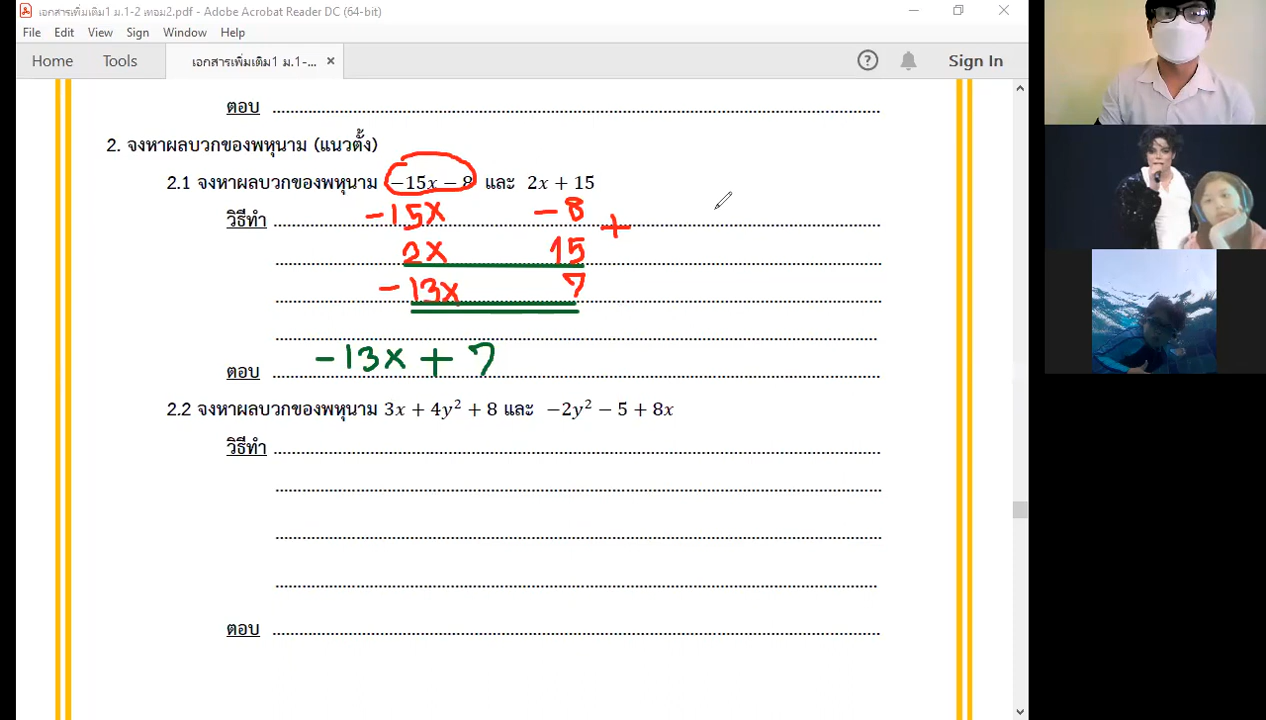 เอกสารเพิ่มเติม1 ม.1-2 เทอม2.pdf - Adobe Acrobat Reader DC (64-bit)
File Edit View Sign Window Help
Home Tools เอกสารเพิ่มเติม1 ม.1-... × Sign In
ตอบ
2. จงหาผลบวกของพหุนาม (แนวตั้ง)
2.1 จงหาผลบวกของพหุนาม −15x − 8 และ 2x + 15
วิธีทำ -15x -8 +
2x 15
-13x 7
ตอบ -13x + 7
2.2 จงหาผลบวกของพหุนาม 3x + 4y² + 8 และ −2y² − 5 + 8x
วิธีทำ
ตอบ